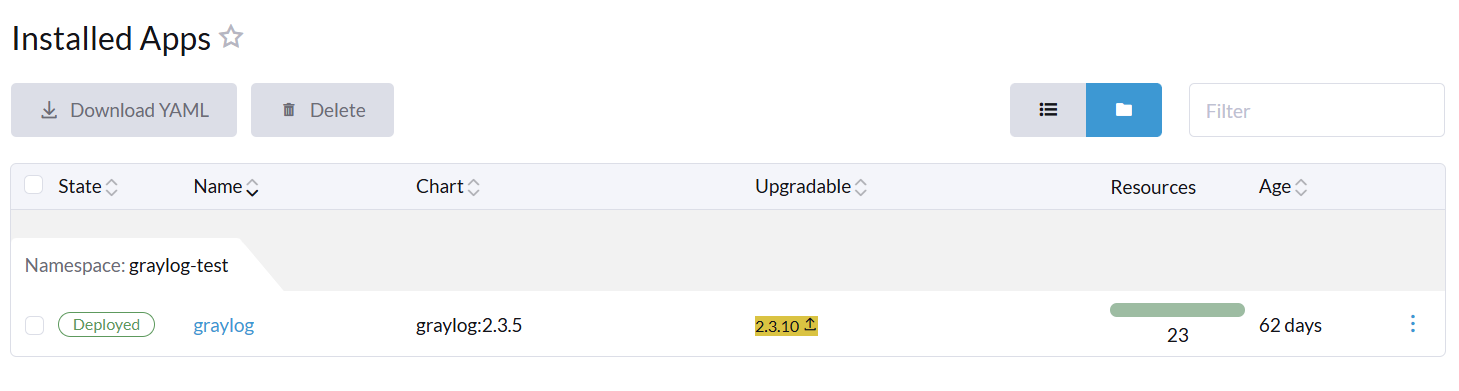 Installed Apps
Download YAML Delete Filter
State Name Chart Upgradable Resources Age
Namespace: graylog-test
Deployed graylog graylog:2.3.5 2.3.10 23 62 days